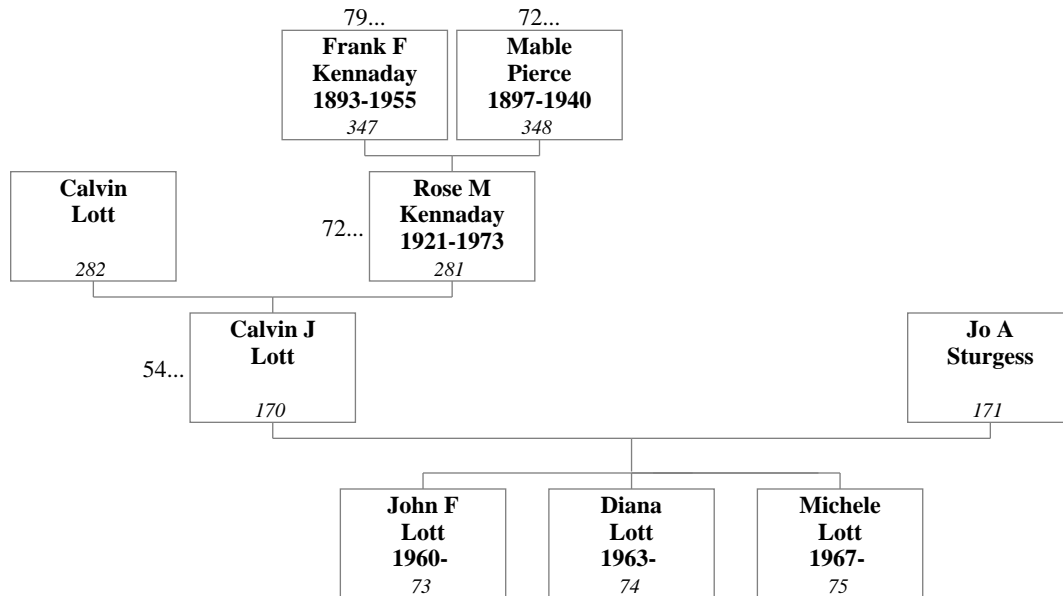 79...
72...
Frank F
Kennaday
1893-1955
347
Mable
Pierce
1897-1940
348
Calvin
Lott
282
72...
Rose M
Kennaday
1921-1973
281
54...
Calvin J
Lott
170
Jo A
Sturgess
171
John F
Lott
1960-
73
Diana
Lott
1963-
74
Michele
Lott
1967-
75